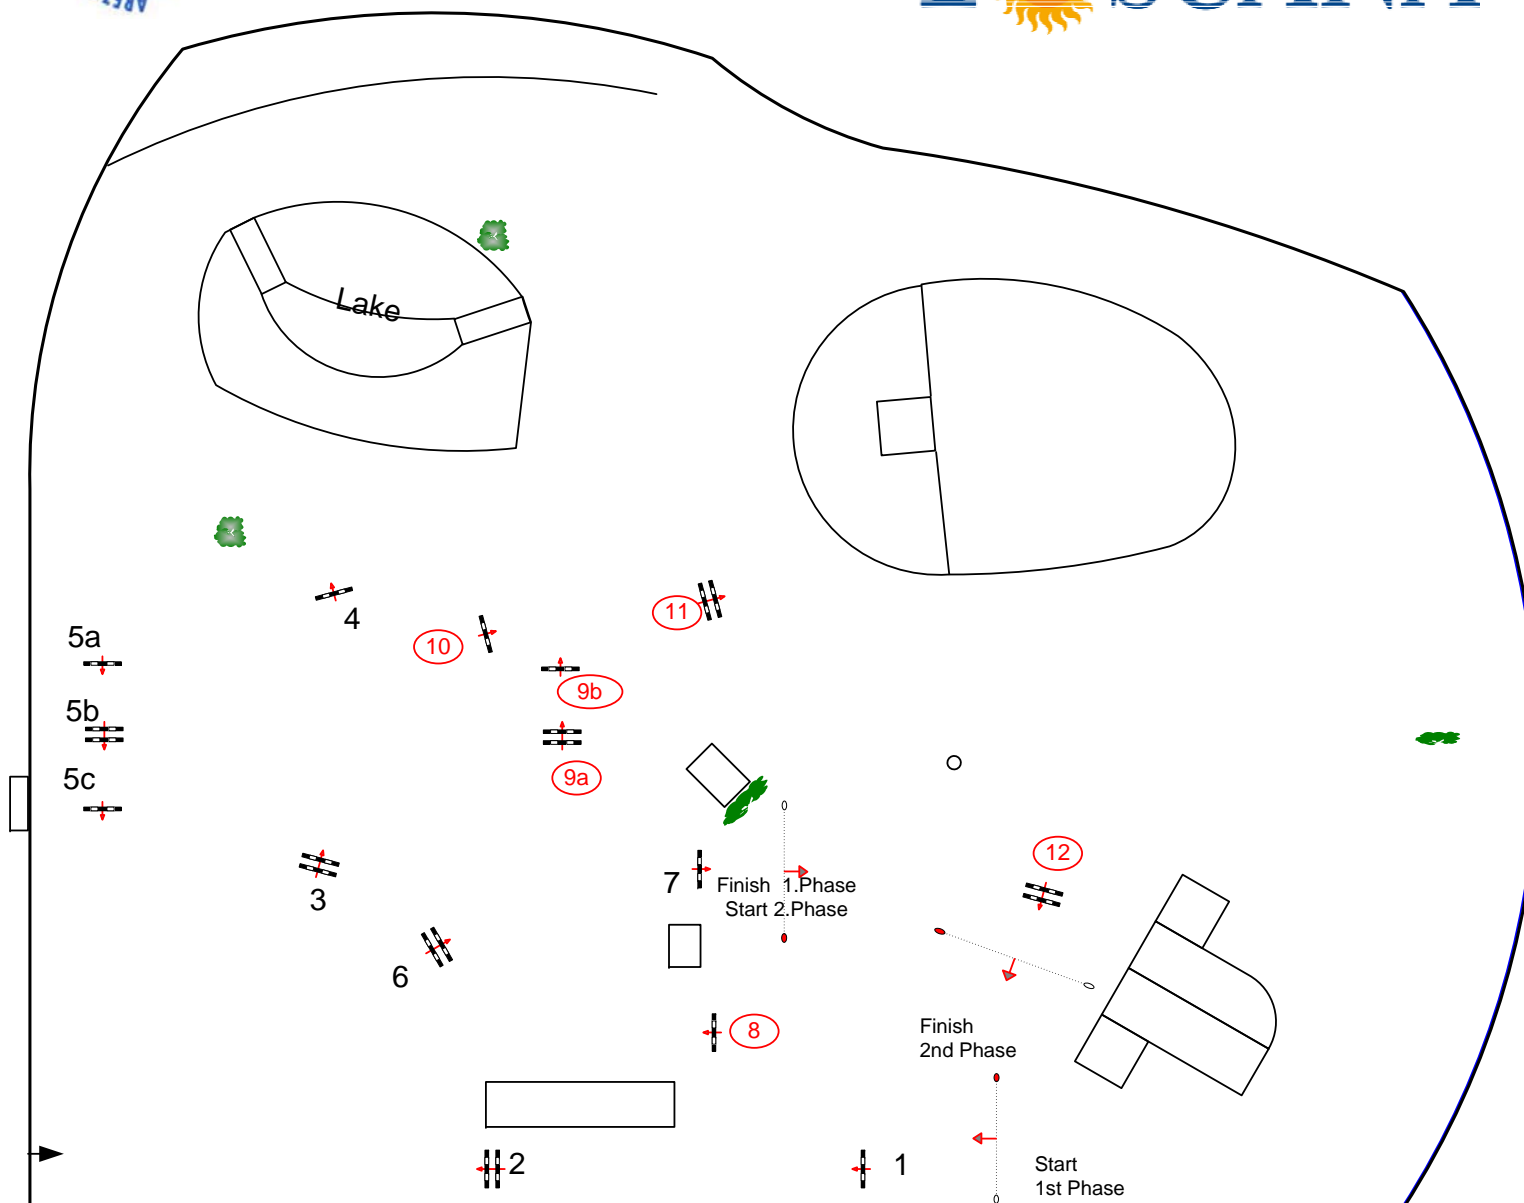 Lake
4
11
10
5a
9b
5b
9a
5c
12
7
Finish 1.Phase
Start 2.Phase
3
6
8
Finish
2nd Phase
2
1
Start
1st Phase